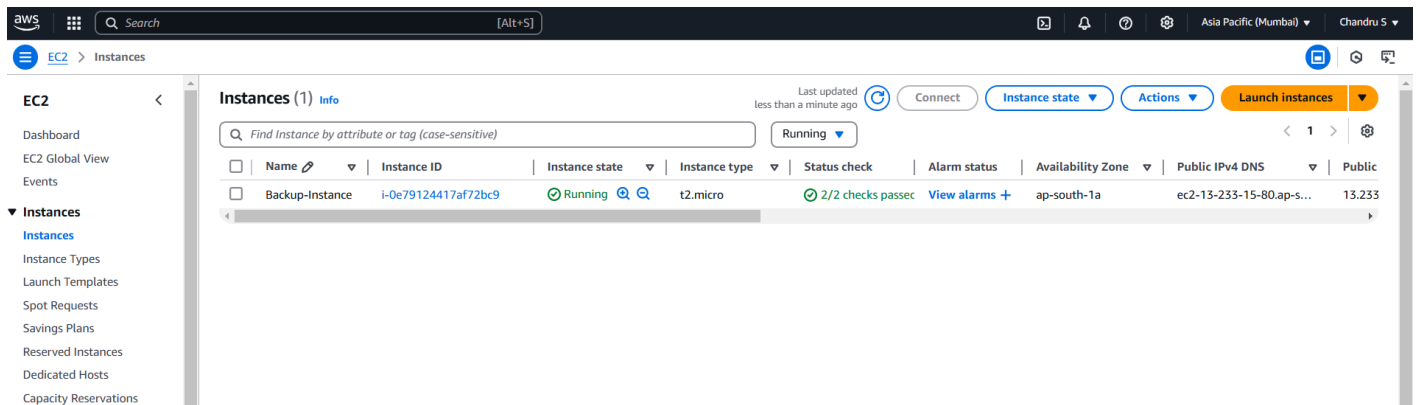 aws Search [Alt+S] Asia Pacific (Mumbai) Chandru S
EC2 > Instances
EC2
Dashboard
EC2 Global View
Events
Instances
Instances
Instance Types
Launch Templates
Spot Requests
Savings Plans
Reserved Instances
Dedicated Hosts
Capacity Reservations
Instances (1) Info
Last updated
less than a minute ago
Connect Instance state Actions Launch instances
Find Instance by attribute or tag (case-sensitive) Running < 1 >
Name Instance ID Instance state Instance type Status check Alarm status Availability Zone Public IPv4 DNS Public
Backup-Instance i-0e79124417af72bc9 Running t2.micro 2/2 checks passec View alarms + ap-south-1a ec2-13-233-15-80.ap-s... 13.233